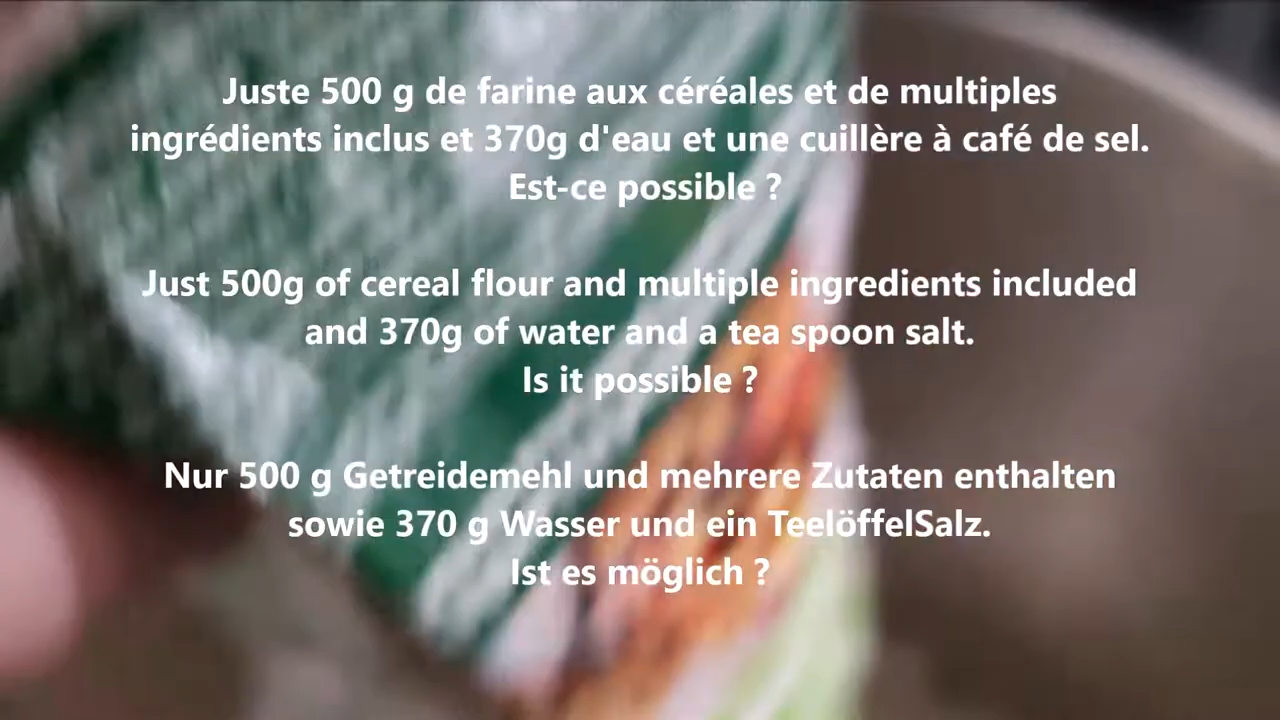 Juste 500 g de farine aux céréales et de multiples
ingrédients inclus et 370g d'eau et une cuillère à café de sel.
Est-ce possible ?
Just 500g of cereal flour and multiple ingredients included
and 370g of water and a tea spoon salt.
Is it possible ?
Nur 500 g Getreidemehl und mehrere Zutaten enthalten
sowie 370 g Wasser und ein TeelöffelSalz.
Ist es möglich ?